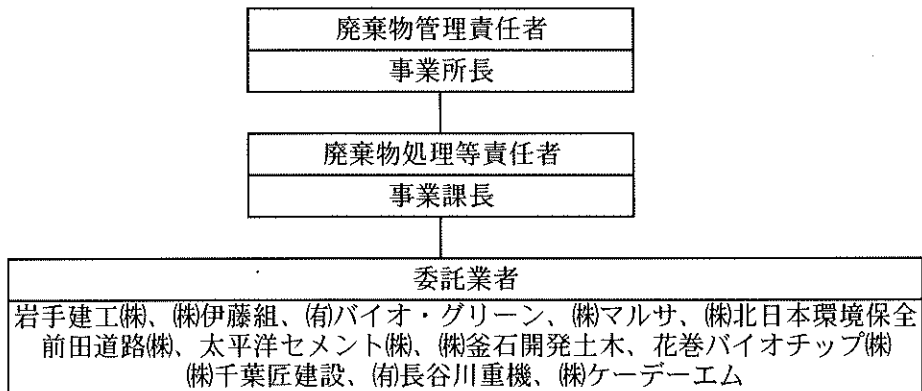 廃棄物管理責任者
事業所長
廃棄物処理等責任者
事業課長
委託業者
岩手建工㈱、㈱伊藤組、㈲バイオ・グリーン、㈱マルサ、㈱北日本環境保全
前田道路㈱、太平洋セメント㈱、㈱釜石開発土木、花巻バイオチップ㈱
㈱千葉匠建設、㈲長谷川重機、㈱ケーデーエム